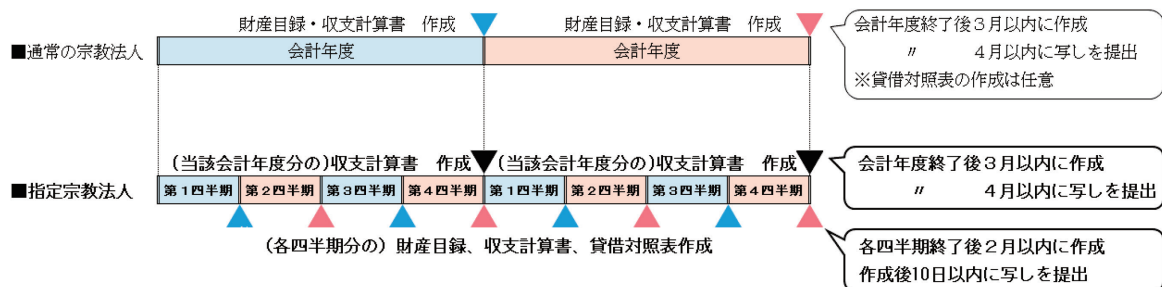 財産目録・収支計算書　作成
財産目録・収支計算書　作成
■通常の宗教法人
会計年度
会計年度
会計年度終了後３月以内に作成
〃　４月以内に写しを提出
※貸借対照表の作成は任意
(当該会計年度分の)収支計算書　作成
(当該会計年度分の)収支計算書　作成
■指定宗教法人
第１四半期
第２四半期
第３四半期
第４四半期
第１四半期
第２四半期
第３四半期
第４四半期
会計年度終了後３月以内に作成
〃　４月以内に写しを提出
(各四半期分の) 財産目録、収支計算書、貸借対照表作成
各四半期終了後２月以内に作成
作成後10日以内に写しを提出